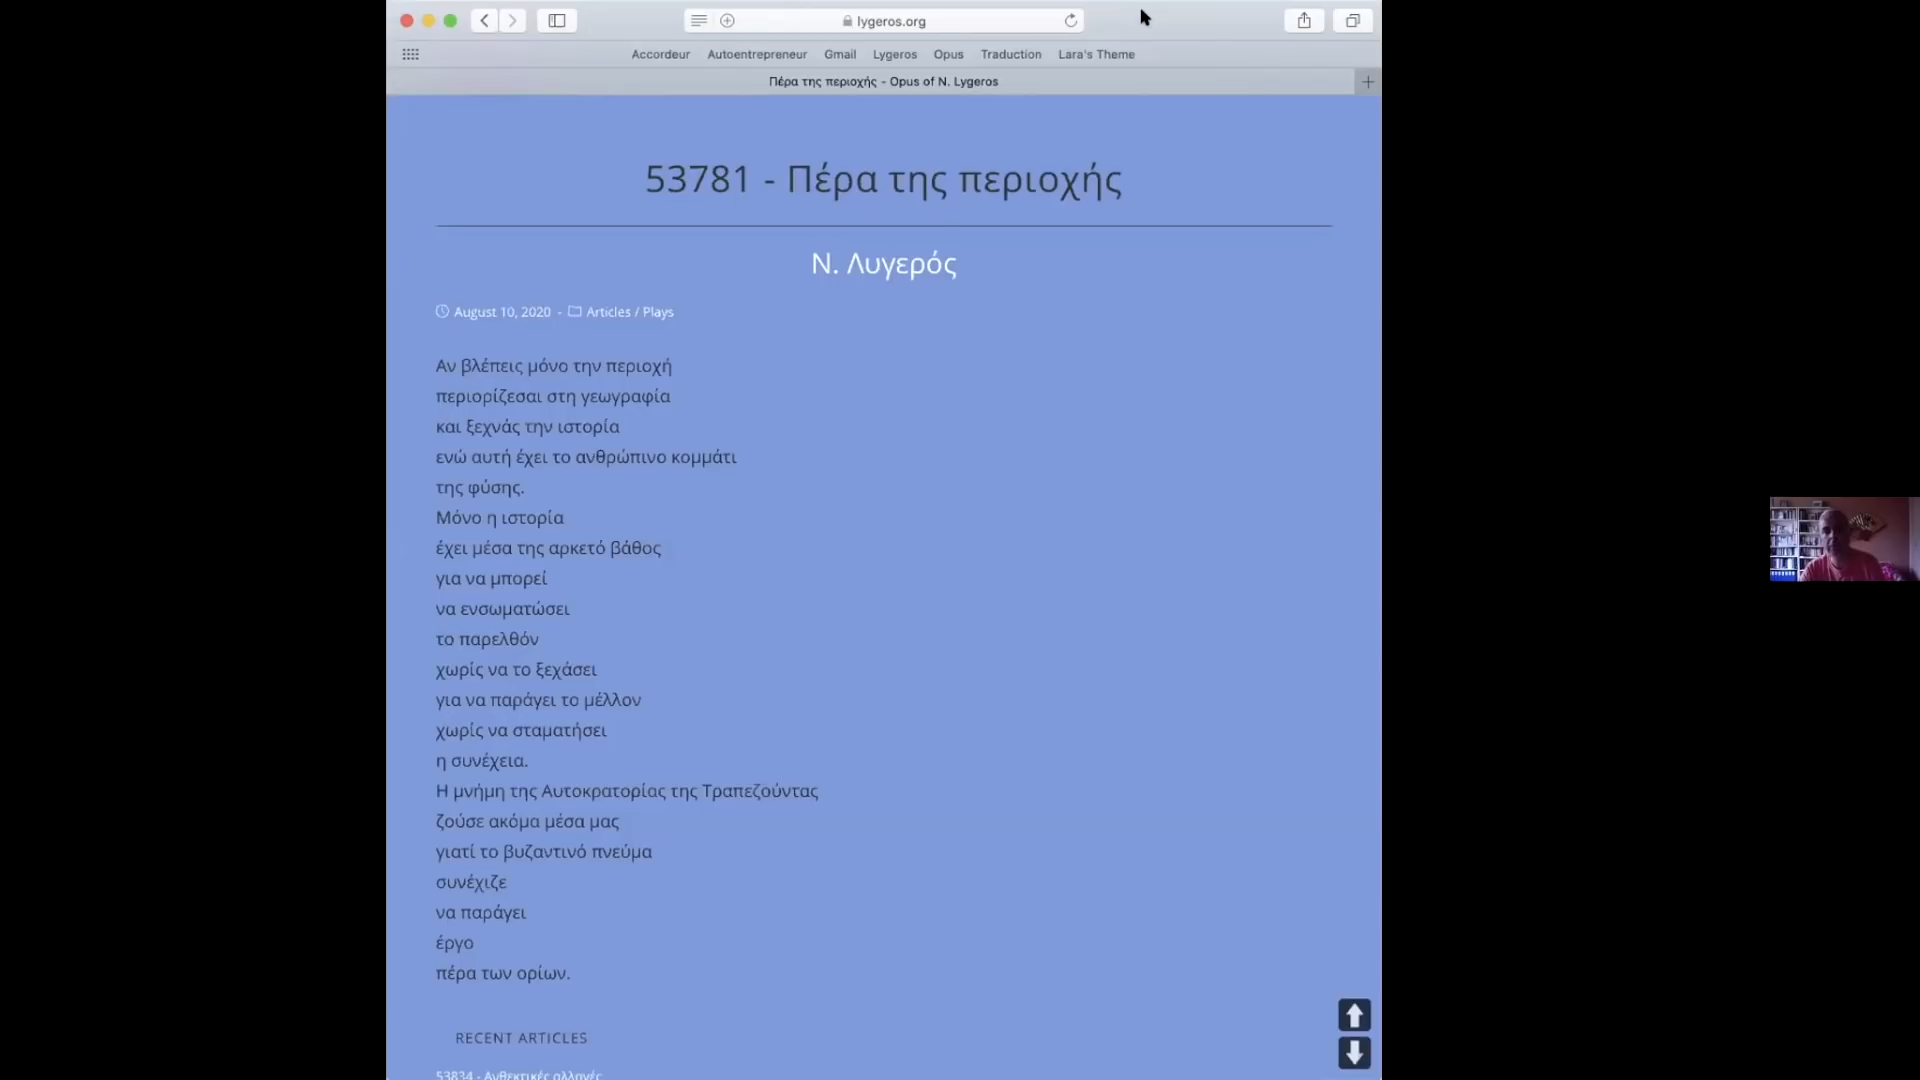 lygeros.org
Accordeur Autoentrepreneur Gmail Lygeros Opus Traduction Lara's Theme
Πέρα της περιοχής - Opus of N. Lygeros
53781 - Πέρα της περιοχής
Ν. Λυγερός
August 10, 2020 - Articles / Plays
Αν βλέπεις μόνο την περιοχή
περιορίζεσαι στη γεωγραφία
και ξεχνάς την ιστορία
ενώ αυτή έχει το ανθρώπινο κομμάτι
της φύσης.
Μόνο η ιστορία
έχει μέσα της αρκετό βάθος
για να μπορεί
να ενσωματώσει
το παρελθόν
χωρίς να το ξεχάσει
για να παράγει το μέλλον
χωρίς να σταματήσει
η συνέχεια.
Η μνήμη της Αυτοκρατορίας της Τραπεζούντας
ζούσε ακόμα μέσα μας
γιατί το βυζαντινό πνεύμα
συνέχιζε
να παράγει
έργο
πέρα των ορίων.
RECENT ARTICLES
53834 - Ανθεκτικές αλλαγές